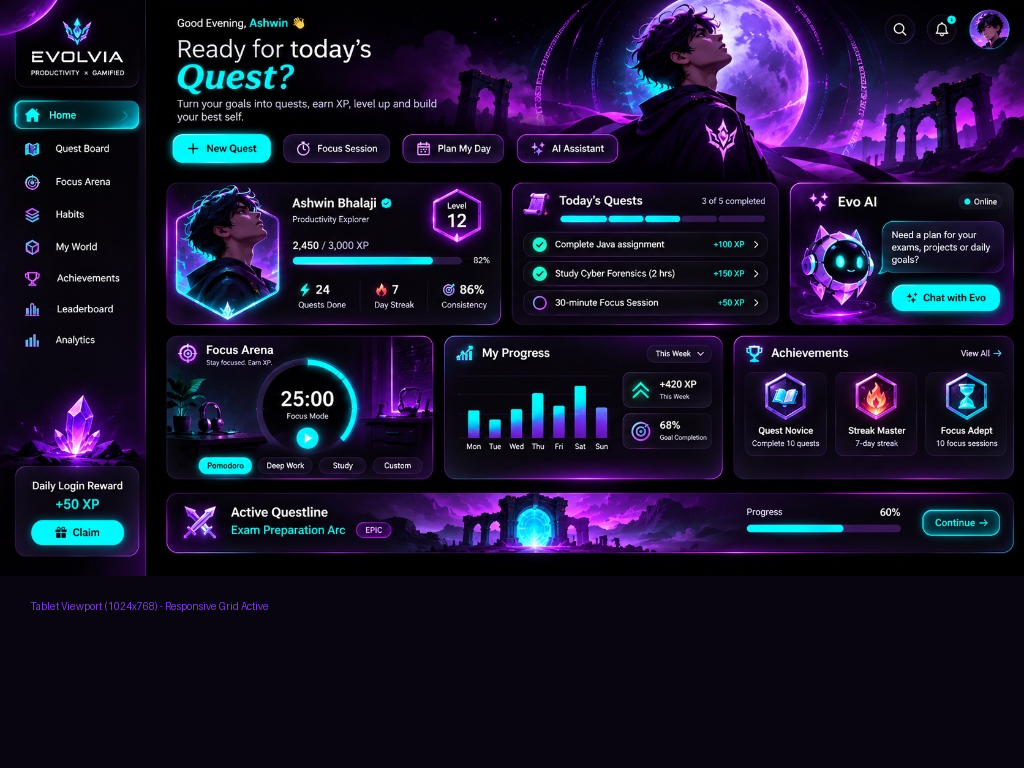 EVOLVIA
PRODUCTIVITY × GAMIFIED
Home
Quest Board
Focus Arena
Habits
My World
Achievements
Leaderboard
Analytics
Daily Login Reward
+50 XP
Claim
Good Evening, Ashwin 👋
Ready for today's
Quest?
Turn your goals into quests, earn XP, level up and build
your best self.
New Quest
Focus Session
Plan My Day
AI Assistant
Ashwin Bhalaji
Productivity Explorer
Level
12
2,450 / 3,000 XP
82%
24
Quests Done
7
Day Streak
86%
Consistency
Today's Quests
3 of 5 completed
Complete Java assignment +100 XP
Study Cyber Forensics (2 hrs) +150 XP
30-minute Focus Session +50 XP
Evo AI
Online
Need a plan for your
exams, projects or daily
goals?
Chat with Evo
Focus Arena
Stay focused. Earn XP.
25:00
Focus Mode
Pomodoro
Deep Work
Study
Custom
My Progress
This Week
Mon Tue Wed Thu Fri Sat Sun
+420 XP
This Week
68%
Goal Completion
Achievements
View All →
Quest Novice
Complete 10 quests
Streak Master
7-day streak
Focus Adept
10 focus sessions
Active Questline
Exam Preparation Arc
EPIC
Progress
60%
Continue →
Tablet Viewport (1024x768) - Responsive Grid Active